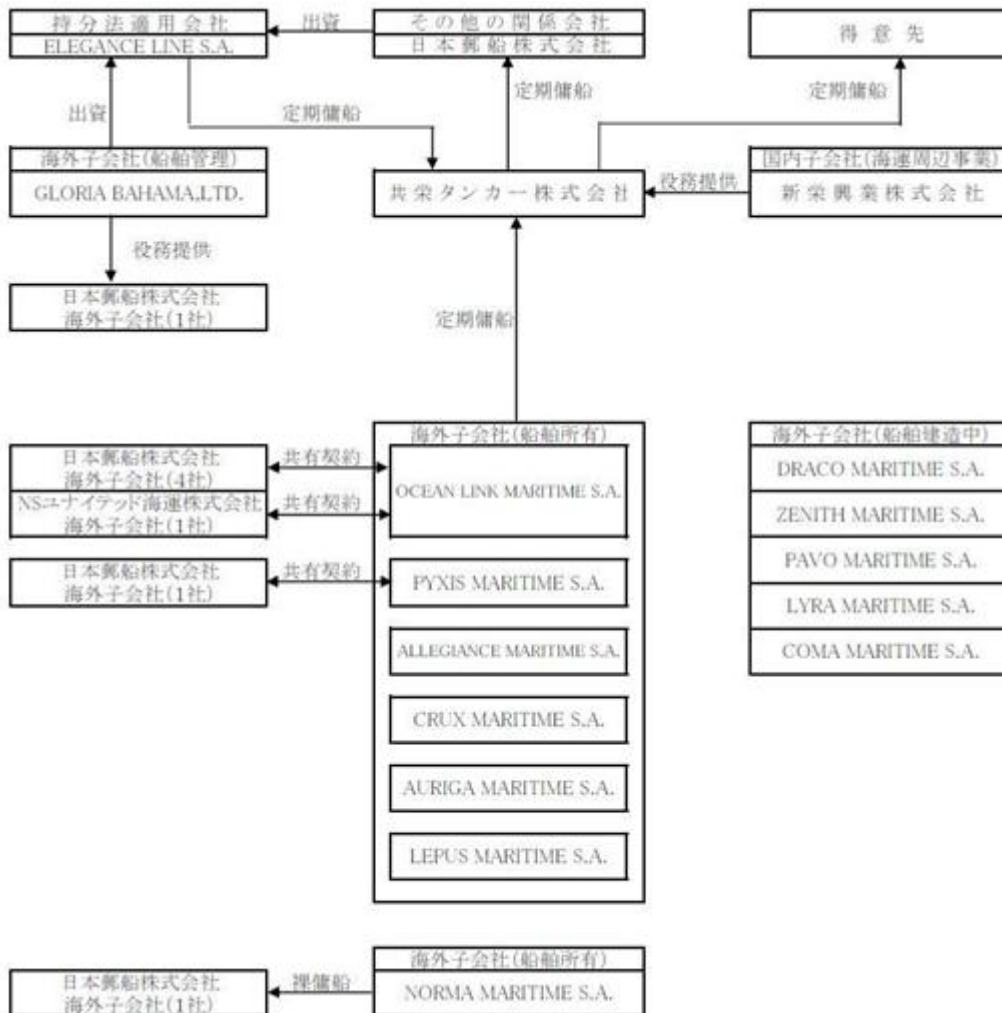 持分法適用会社
ELEGANCE LINE S.A.
出資
その他の関係会社
日本郵船株式会社
得意先
出資
定期傭船
定期傭船
定期傭船
海外子会社(船舶管理)
GLORIA BAHAMA,LTD.
共栄タンカー株式会社
役務提供
国内子会社(海運周辺事業)
新栄興業株式会社
役務提供
日本郵船株式会社
海外子会社(1社)
定期傭船
海外子会社(船舶所有)
海外子会社(船舶建造中)
日本郵船株式会社
海外子会社(4社)
共有契約
NSユナイテッド海運株式会社
海外子会社(1社)
共有契約
OCEAN LINK MARITIME S.A.
日本郵船株式会社
海外子会社(1社)
共有契約
PYXIS MARITIME S.A.
ALLEGIANCE MARITIME S.A.
CRUX MARITIME S.A.
AURIGA MARITIME S.A.
LEPUS MARITIME S.A.
DRACO MARITIME S.A.
ZENITH MARITIME S.A.
PAVO MARITIME S.A.
LYRA MARITIME S.A.
COMA MARITIME S.A.
日本郵船株式会社
海外子会社(1社)
裸傭船
海外子会社(船舶所有)
NORMA MARITIME S.A.